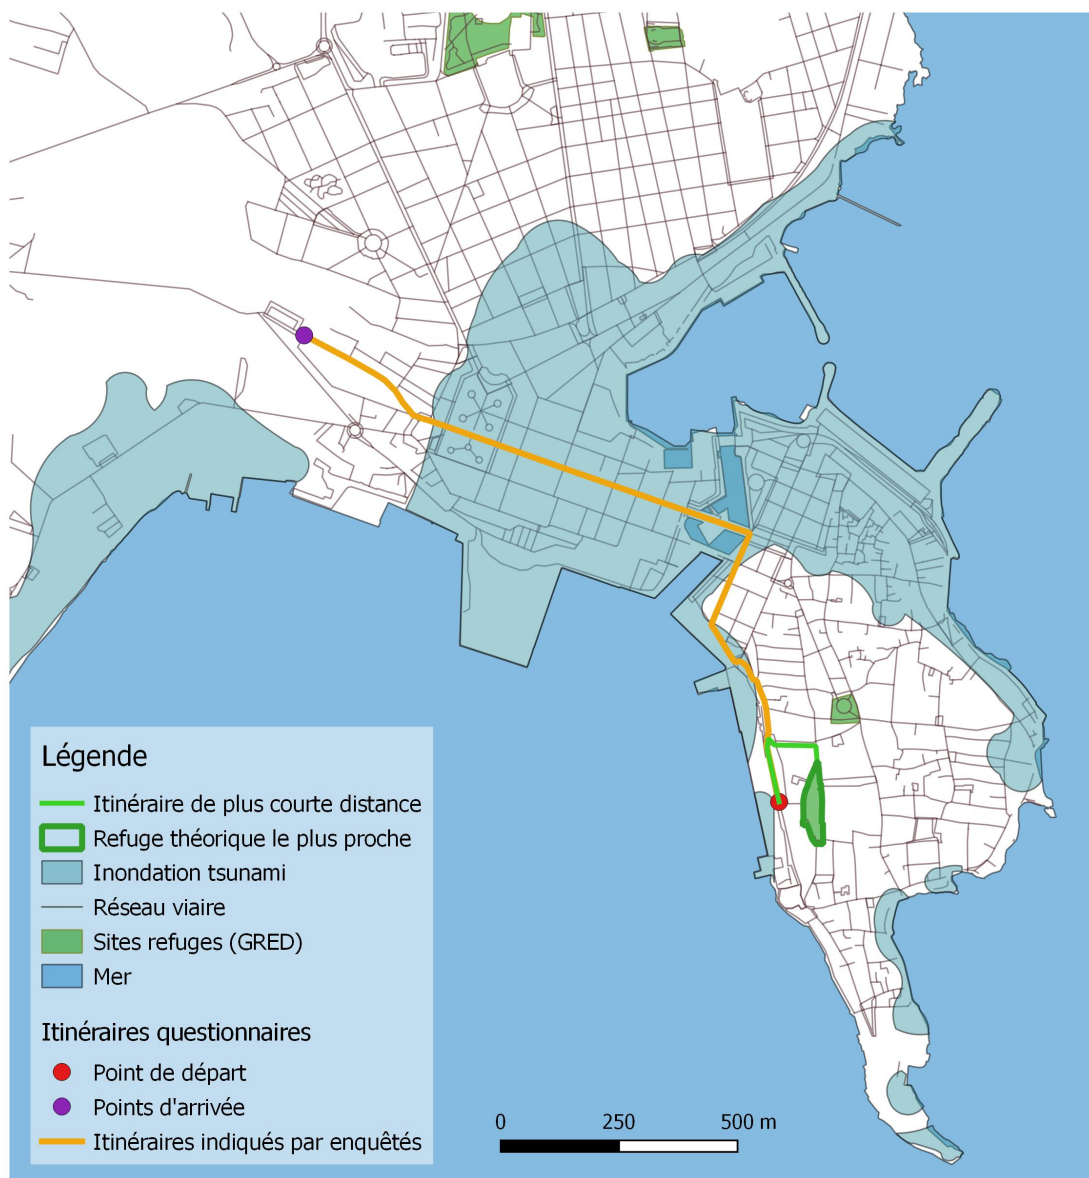 Légende
Itinéraire de plus courte distance
Refuge théorique le plus proche
Inondation tsunami
Réseau viaire
Sites refuges (GRED)
Mer
Itinéraires questionnaires
Point de départ
Points d'arrivée
Itinéraires indiqués par enquêtés
0 250 500 m